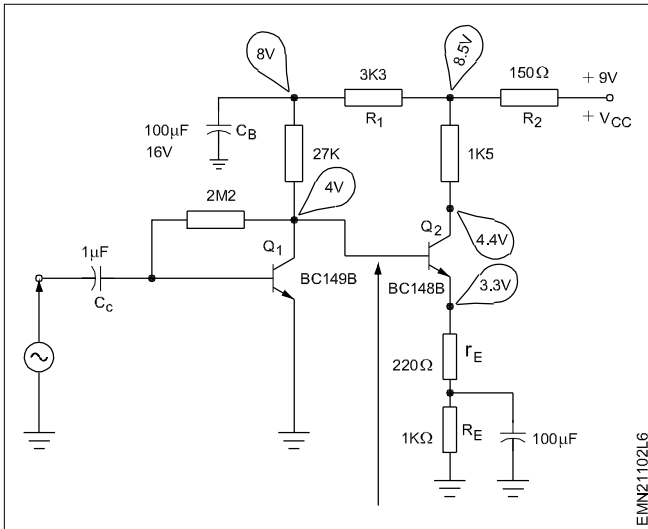 8V
8.5V
3K3
150Ω
+ 9V
R1
R2
+ VCC
100μF
16V
CB
27K
1K5
2M2
4V
Q1
Q2
4.4V
1μF
BC149B
BC148B
3.3V
Cc
220Ω
rE
1KΩ
RE
100μF
EMN21102L6